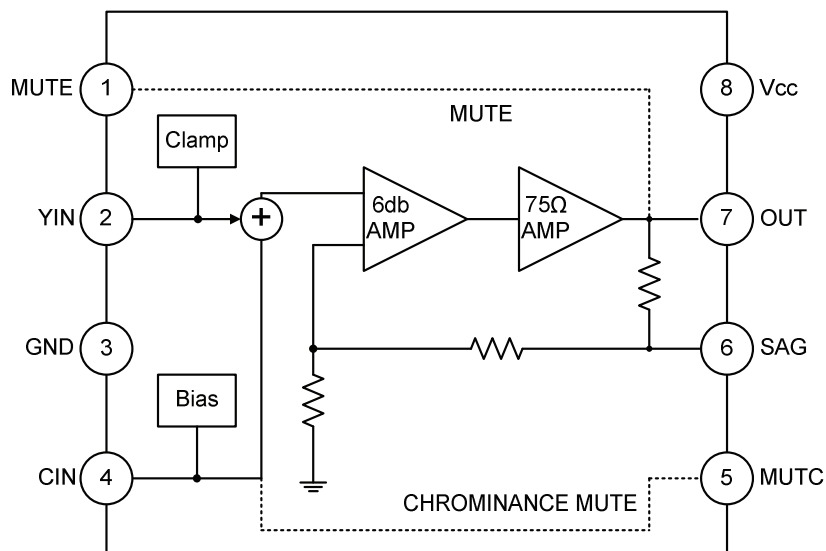 MUTE 1
8 Vcc
MUTE
Clamp
YIN 2
+
6db
AMP
75Ω
AMP
7 OUT
GND 3
6 SAG
Bias
CIN 4
5 MUTC
CHROMINANCE MUTE